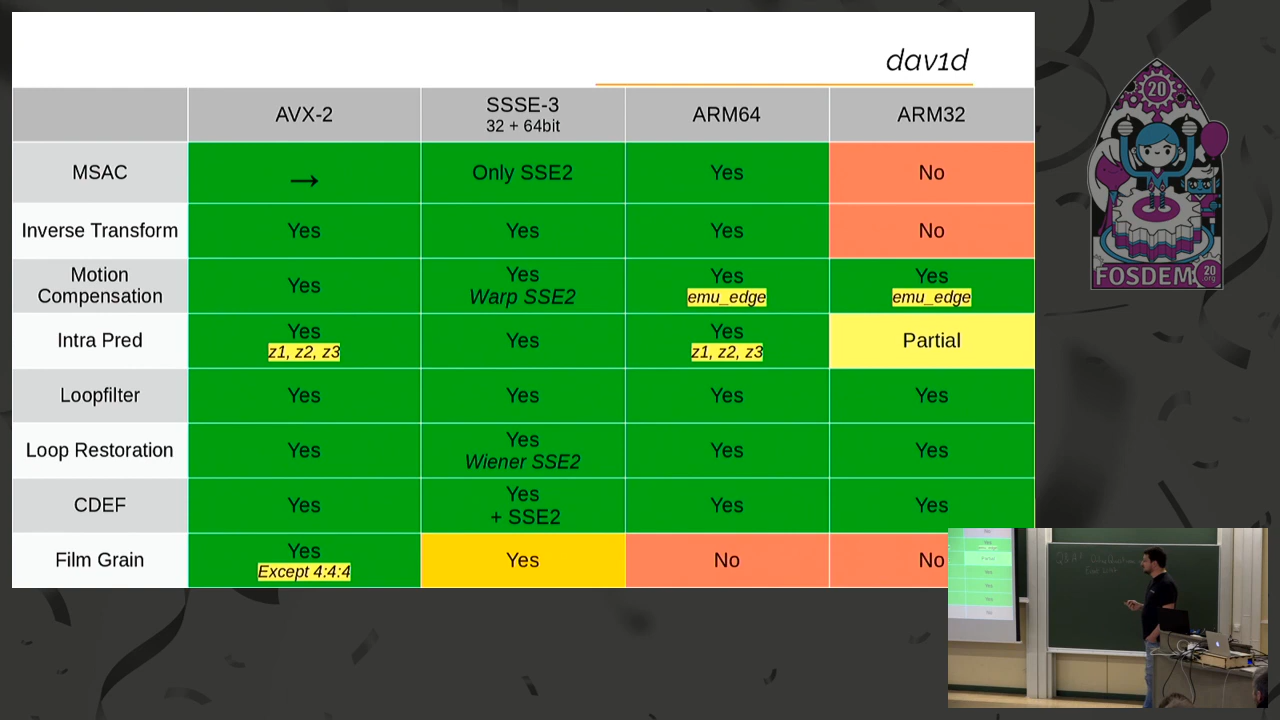 dav1d
AVX-2
SSSE-3
32 + 64bit
ARM64
ARM32
MSAC
→
Only SSE2
Yes
No
Inverse Transform
Yes
Yes
Yes
No
Motion
Compensation
Yes
Yes
Warp SSE2
Yes
emu_edge
Yes
emu_edge
Intra Pred
Yes
z1, z2, z3
Yes
Yes
z1, z2, z3
Partial
Loopfilter
Yes
Yes
Yes
Yes
Loop Restoration
Yes
Yes
Wiener SSE2
Yes
Yes
CDEF
Yes
Yes
+ SSE2
Yes
Yes
Film Grain
Yes
Except 4:4:4
Yes
No
No
20
FOSDEM
20
.org